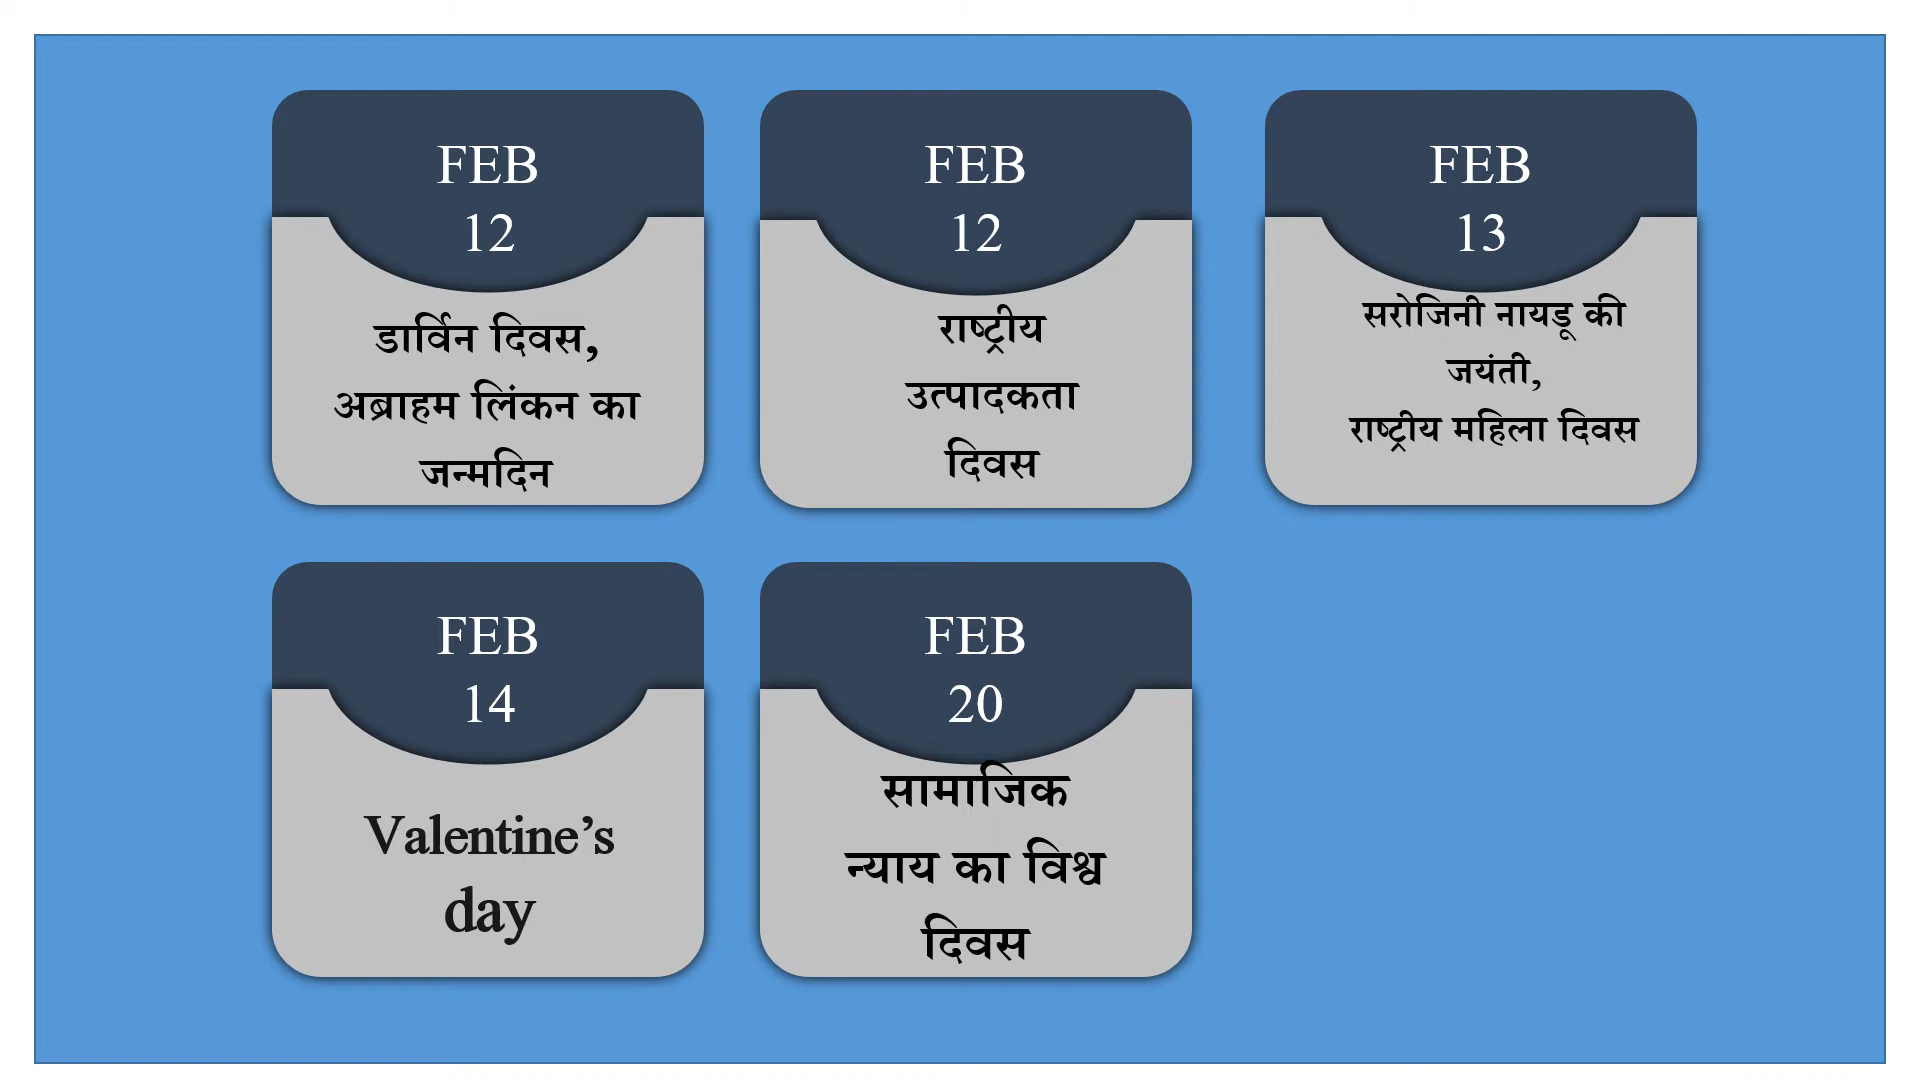 FEB
12
डार्विन दिवस,
अब्राहम लिंकन का
जन्मदिन
FEB
12
राष्ट्रीय
उत्पादकता
दिवस
FEB
13
सरोजिनी नायडू की
जयंती,
राष्ट्रीय महिला दिवस
FEB
14
Valentine’s
day
FEB
20
सामाजिक
न्याय का विश्व
दिवस